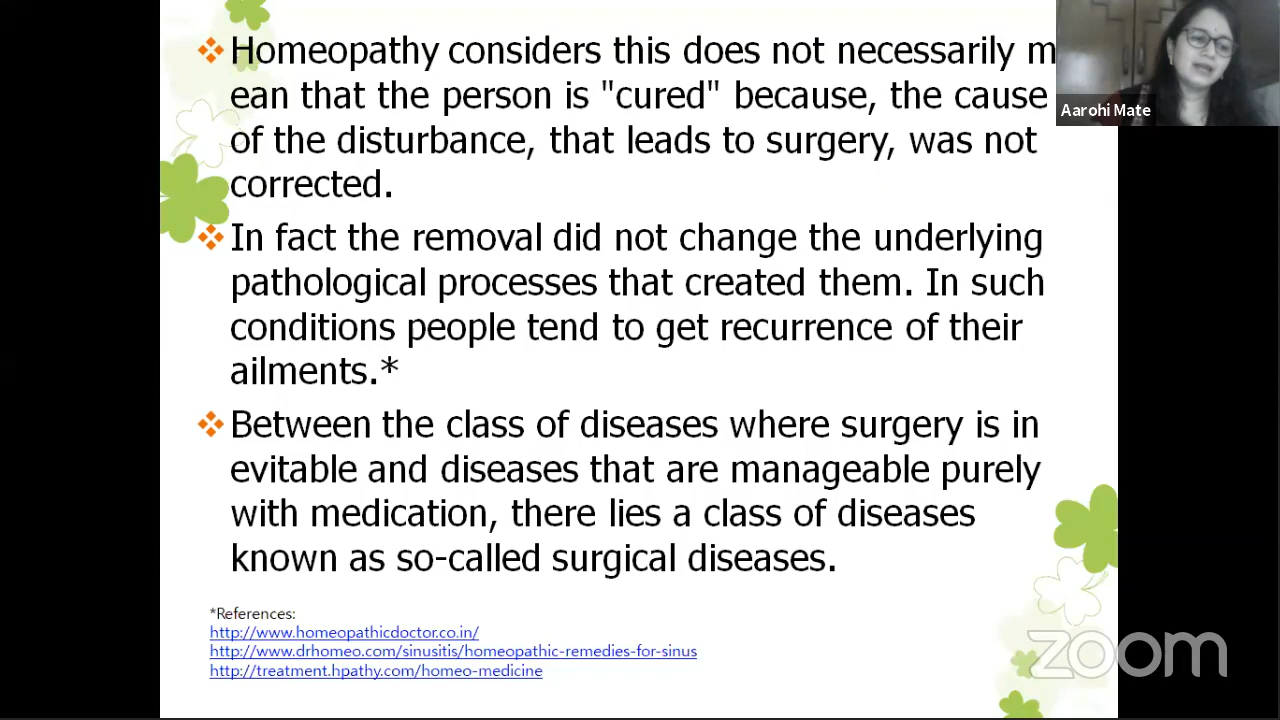 Homeopathy considers this does not necessarily m
ean that the person is "cured" because, the cause
of the disturbance, that leads to surgery, was not
corrected.
In fact the removal did not change the underlying
pathological processes that created them. In such
conditions people tend to get recurrence of their
ailments.*
Between the class of diseases where surgery is in
evitable and diseases that are manageable purely
with medication, there lies a class of diseases
known as so-called surgical diseases.
*References:
http://www.homeopathicdoctor.co.in/
http://www.drhomeo.com/sinusitis/homeopathic-remedies-for-sinus
http://treatment.hpathy.com/homeo-medicine
Aarohi Mate
zoom